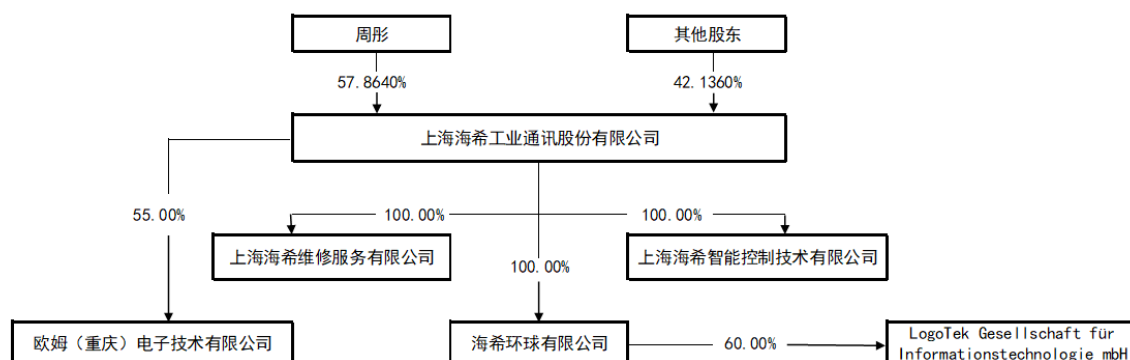 周彤
其他股东
57.8640%
42.1360%
上海海希工业通讯股份有限公司
55.00%
100.00%
100.00%
上海海希维修服务有限公司
上海海希智能控制技术有限公司
100.00%
欧姆（重庆）电子技术有限公司
海希环球有限公司
60.00%
LogoTek Gesellschaft für
Informationstechnologie mbH